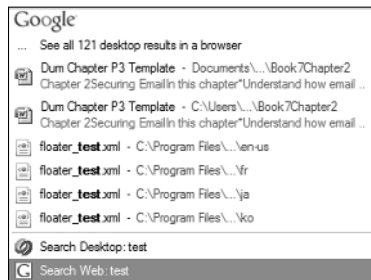 Google
... See all 121 desktop results in a browser
Dum Chapter P3 Template - Documents\...\Book7Chapter2
Chapter 2Securing EmailIn this chapter"Understand how email ..
Dum Chapter P3 Template - C:\Users\...\Book7Chapter2
Chapter 2Securing EmailIn this chapter"Understand how email ..
floater_test.xml - C:\Program Files\...\en-us
floater_test.xml - C:\Program Files\...\fr
floater_test.xml - C:\Program Files\...\ja
floater_test.xml - C:\Program Files\...\ko
Search Desktop: test
G Search Web: test